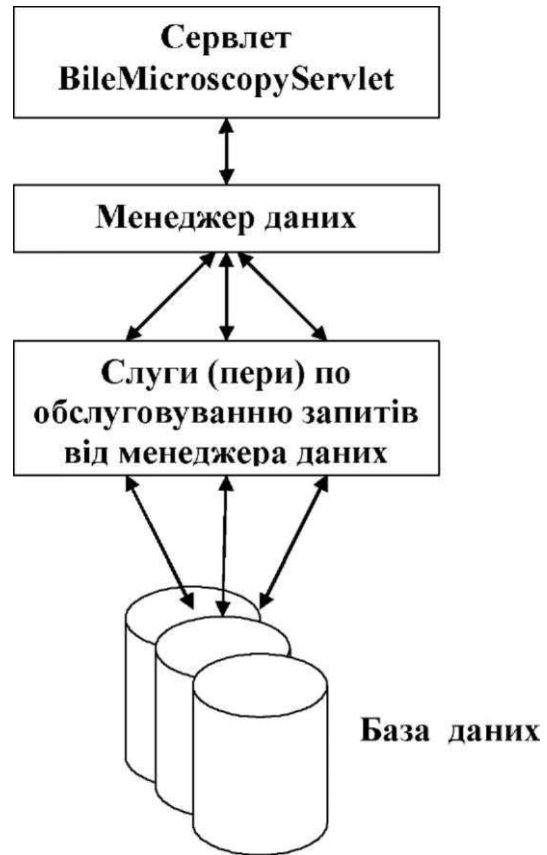 Сервлет
BileMicroscopyServlet
Менеджер даних
Слуги (пери) по
обслуговуванню запитів
від менеджера даних
База даних